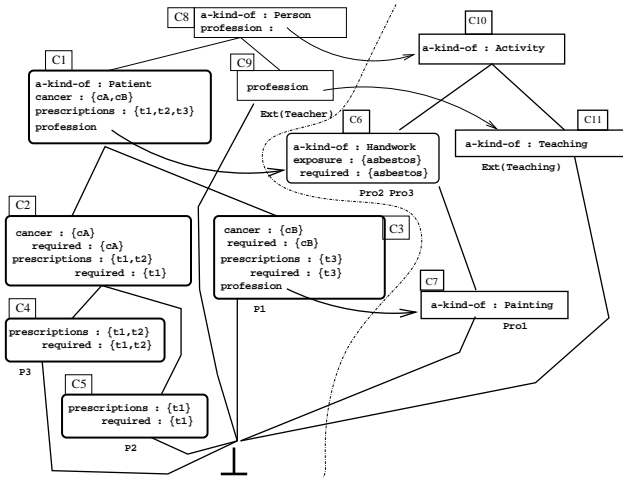 C8
a-kind-of : Person
profession :
C10
a-kind-of : Activity
C1
a-kind-of : Patient
cancer : {cA,cB}
prescriptions : {t1,t2,t3}
profession
C9
profession
Ext(Teacher)
C6
a-kind-of : Handwork
exposure : {asbestos}
required : {asbestos}
Pro2 Pro3
C11
a-kind-of : Teaching
Ext(Teaching)
C2
cancer : {cA}
required : {cA}
prescriptions : {t1,t2}
required : {t1}
C3
cancer : {cB}
required : {cB}
prescriptions : {t3}
required : {t3}
profession
P1
C7
a-kind-of : Painting
Pro1
C4
prescriptions : {t1,t2}
required : {t1,t2}
P3
C5
prescriptions : {t1}
required : {t1}
P2